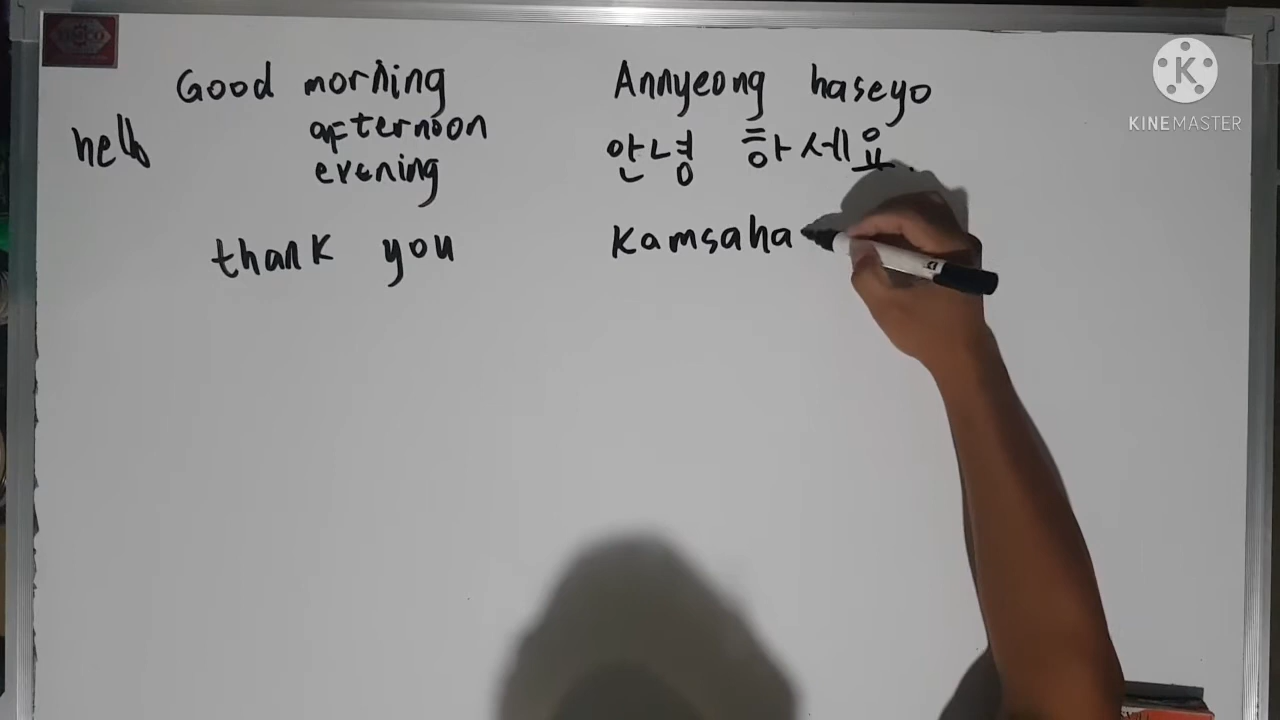 Good morning
afternoon
hello
evening
thank you
Annyeong haseyo
안녕 하세요.
Kamsaha
KINEMASTER